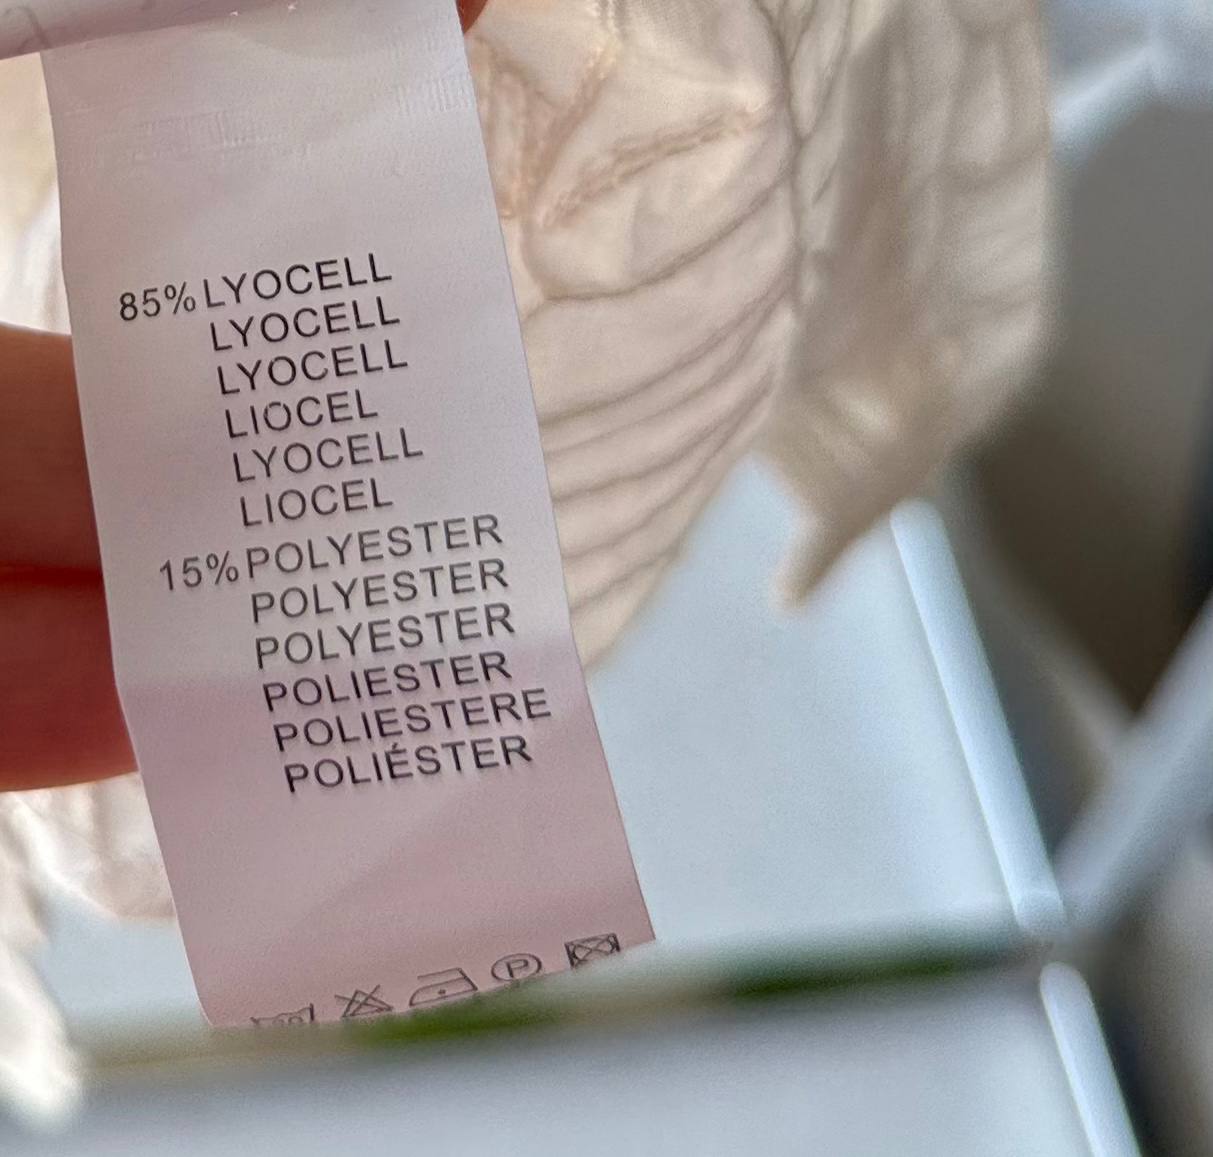 85% LYOCELL
LYOCELL
LYOCELL
LIOCEL
LYOCELL
LIOCEL
15% POLYESTER
POLYESTER
POLYESTER
POLIESTER
POLIESTERE
POLIÉSTER
P